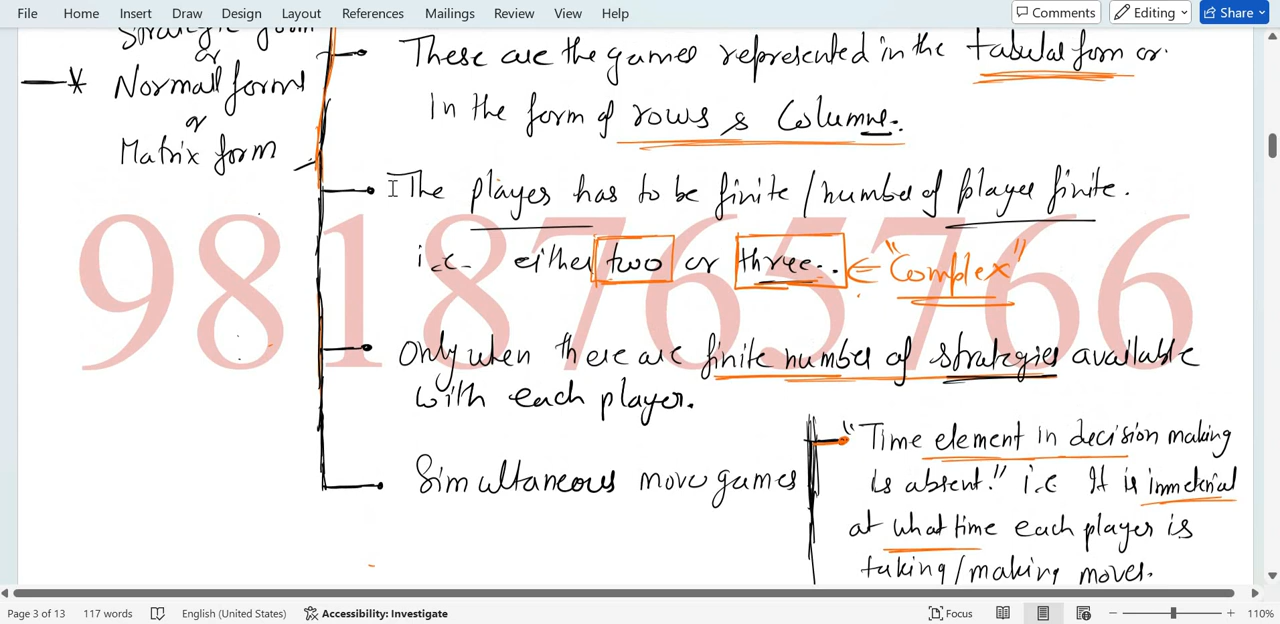 File Home Insert Draw Design Layout References Mailings Review View Help Comments Editing Share
Strategic form
or
Normal form
or
Matrix form
These are the games represented in the tabular form or
In the form of rows & Columns.
The players has to be finite / number of player finite.
i.e. either two or three.. ← "Complex"
9818765766
Only when there are finite number of strategies available
with each player.
Simultaneous move games
"Time element in decision making
is absent." i.e It is immaterial
at what time each player is
taking/making moves.
Page 3 of 13 117 words English (United States) Accessibility: Investigate Focus 110%